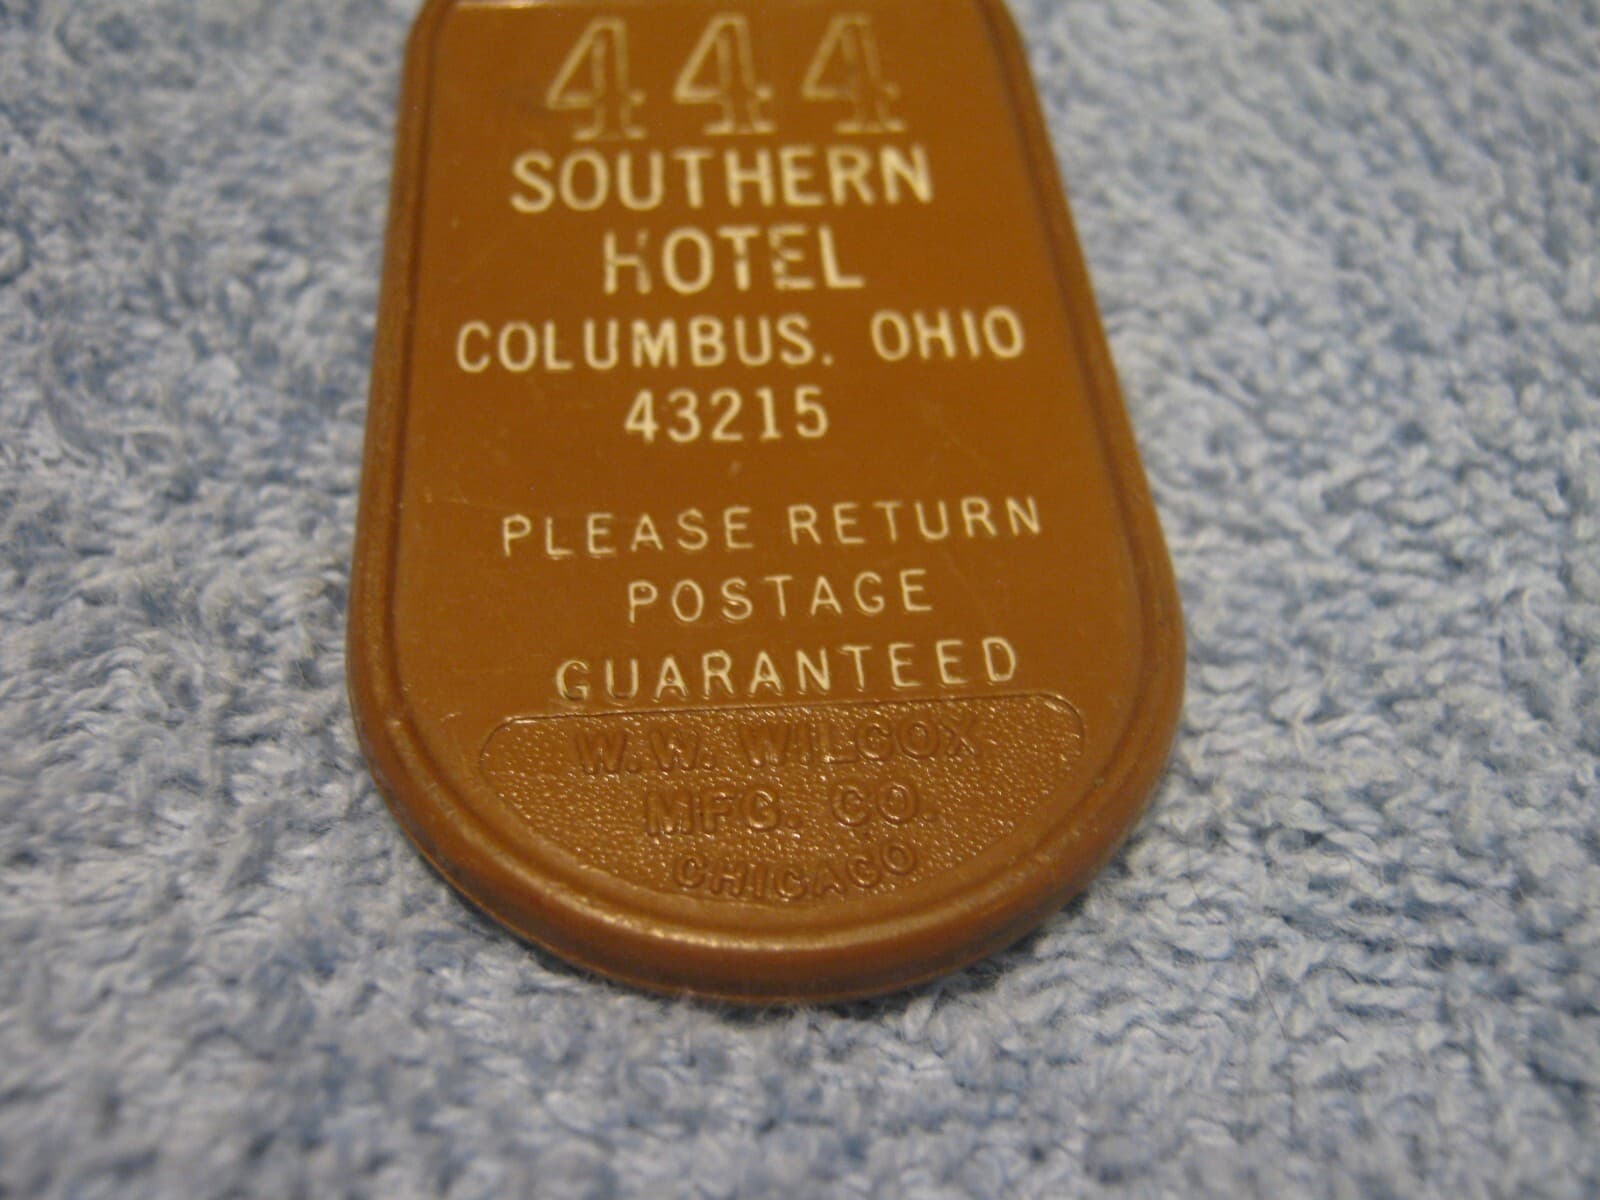 444
SOUTHERN
HOTEL
COLUMBUS. OHIO
43215
PLEASE RETURN
POSTAGE
GUARANTEED
W.W. WILCOX
MFG. CO.
CHICAGO